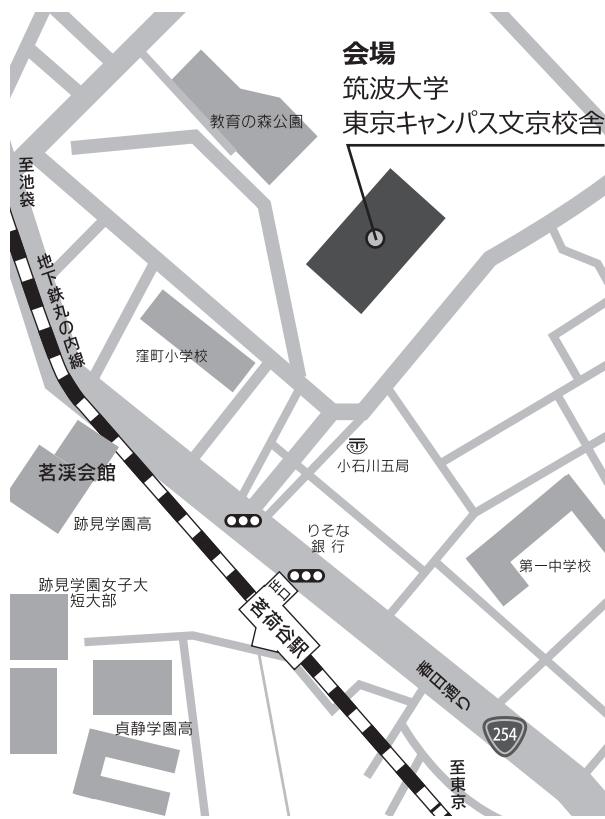 会場
筑波大学
東京キャンパス文京校舎
教育の森公園
至池袋
地下鉄丸の内線
窪町小学校
茗渓会館
小石川五局
跡見学園高
りそな
銀行
第一中学校
跡見学園女子大
短大部
出口
茗荷谷駅
春日通り
貞静学園高
254
至東京